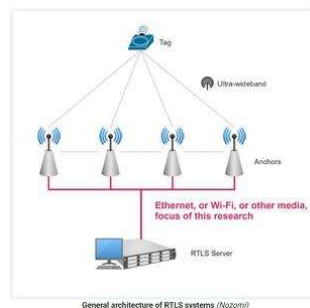 Tag
Ultra-wideband
Anchors
Ethernet, or Wi-Fi, or other media,
focus of this research
RTLS Server
General architecture of RTLS systems (Nozomi)